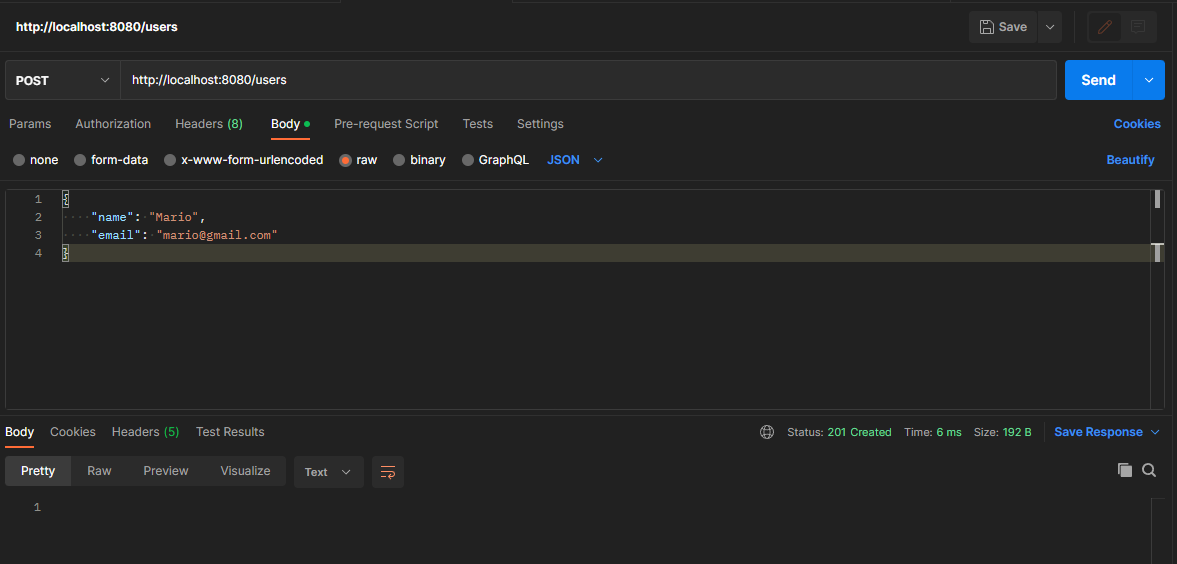 http://localhost:8080/users Save
POST http://localhost:8080/users Send
Params Authorization Headers (8) Body Pre-request Script Tests Settings Cookies
none form-data x-www-form-urlencoded raw binary GraphQL JSON Beautify
1 {
2 "name": "Mario",
3 "email": "mario@gmail.com"
4 }
Body Cookies Headers (5) Test Results Status: 201 Created Time: 6 ms Size: 192 B Save Response
Pretty Raw Preview Visualize Text
1